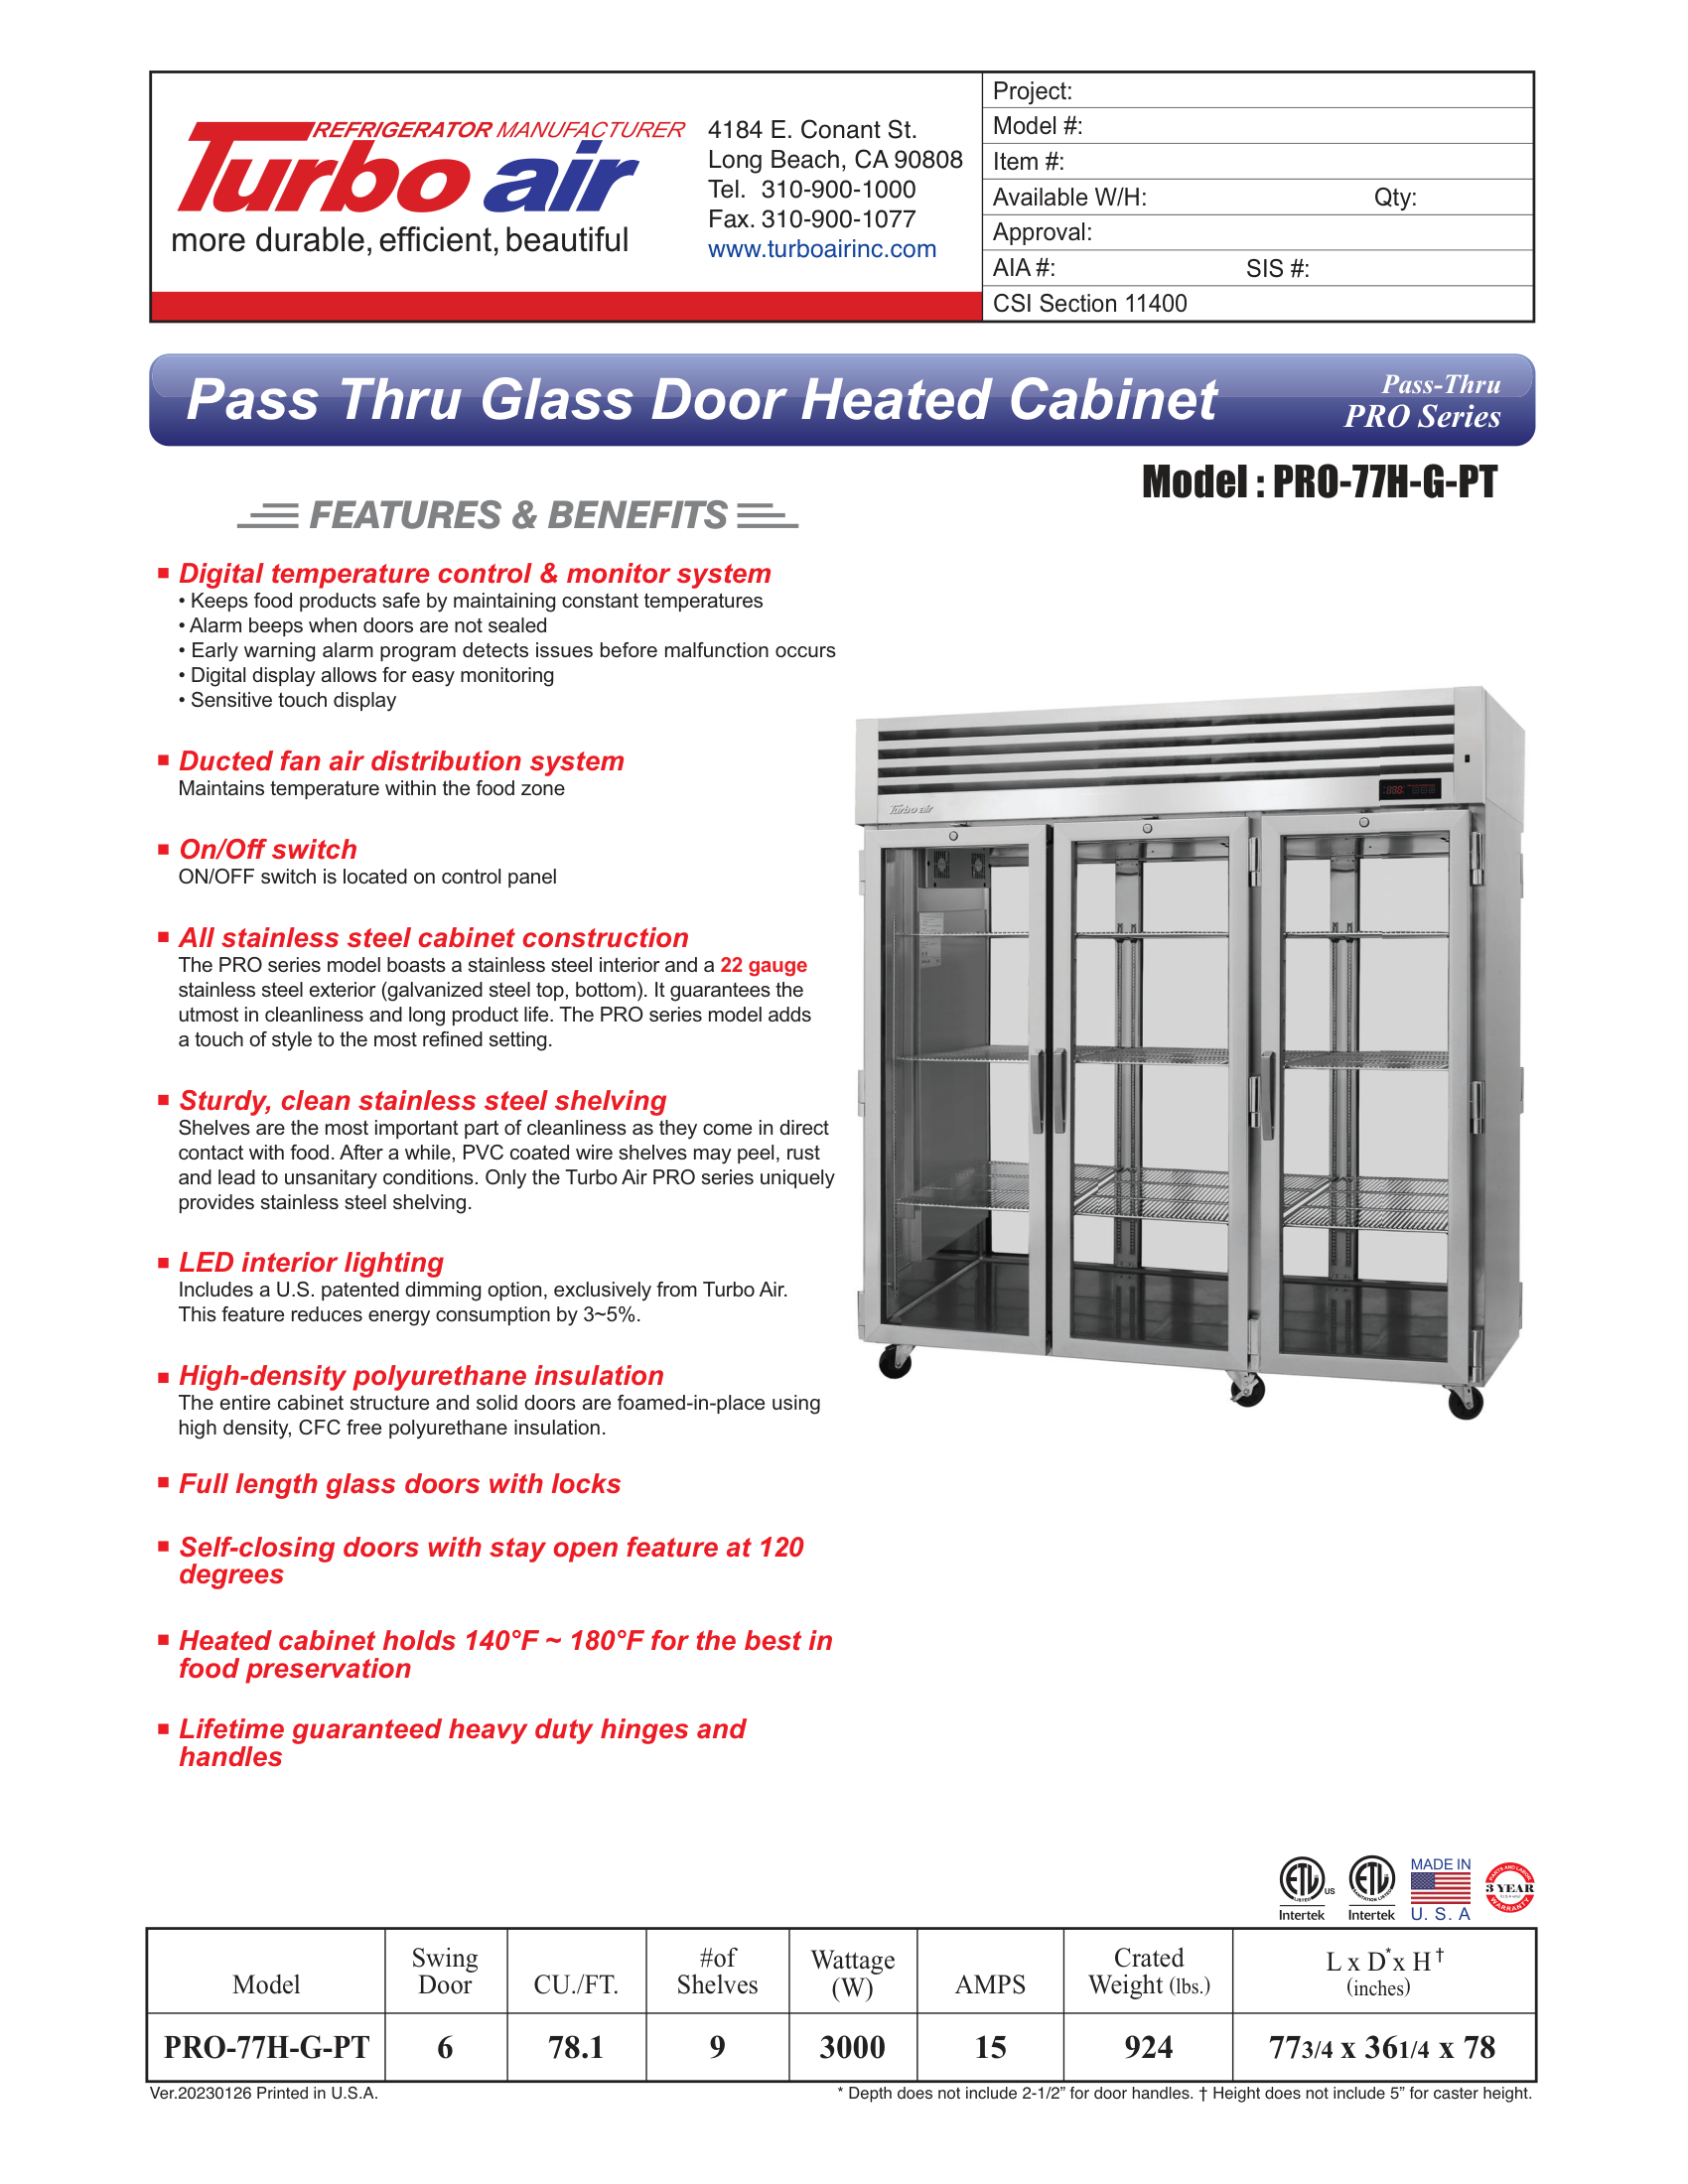 REFRIGERATOR MANUFACTURER
Turbo air
more durable, efficient, beautiful
4184 E. Conant St.
Long Beach, CA 90808
Tel. 310-900-1000
Fax. 310-900-1077
www.turboairinc.com
Project:
Model #:
Item #:
Available W/H: Qty:
Approval:
AIA #: SIS #:
CSI Section 11400
Pass Thru Glass Door Heated Cabinet
Pass-Thru
PRO Series
Model : PRO-77H-G-PT
FEATURES & BENEFITS
Digital temperature control & monitor system
• Keeps food products safe by maintaining constant temperatures
• Alarm beeps when doors are not sealed
• Early warning alarm program detects issues before malfunction occurs
• Digital display allows for easy monitoring
• Sensitive touch display
Ducted fan air distribution system
Maintains temperature within the food zone
On/Off switch
ON/OFF switch is located on control panel
All stainless steel cabinet construction
The PRO series model boasts a stainless steel interior and a 22 gauge
stainless steel exterior (galvanized steel top, bottom). It guarantees the
utmost in cleanliness and long product life. The PRO series model adds
a touch of style to the most refined setting.
Sturdy, clean stainless steel shelving
Shelves are the most important part of cleanliness as they come in direct
contact with food. After a while, PVC coated wire shelves may peel, rust
and lead to unsanitary conditions. Only the Turbo Air PRO series uniquely
provides stainless steel shelving.
LED interior lighting
Includes a U.S. patented dimming option, exclusively from Turbo Air.
This feature reduces energy consumption by 3~5%.
High-density polyurethane insulation
The entire cabinet structure and solid doors are foamed-in-place using
high density, CFC free polyurethane insulation.
Full length glass doors with locks
Self-closing doors with stay open feature at 120
degrees
Heated cabinet holds 140°F ~ 180°F for the best in
food preservation
Lifetime guaranteed heavy duty hinges and
handles
Turbo air
ETL LISTED US
Intertek
ETL SANITATION LISTED
Intertek
MADE IN
U. S. A
PARTS AND LABOR
3 YEAR
WARRANTY
Model
Swing
Door
CU./FT.
#of
Shelves
Wattage
(W)
AMPS
Crated
Weight (lbs.)
L x D* x H†
(inches)
PRO-77H-G-PT 6 78.1 9 3000 15 924 773/4 x 361/4 x 78
Ver.20230126 Printed in U.S.A.
* Depth does not include 2-1/2” for door handles. † Height does not include 5” for caster height.